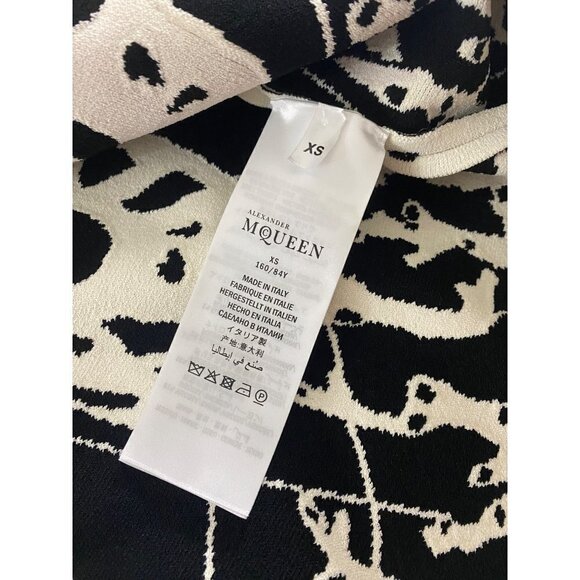 XS
ALEXANDER
McQUEEN
XS
160/84Y
MADE IN ITALY
FABRIQUE EN ITALIE
HERGESTELLT IN ITALIEN
HECHO EN ITALIA
СДЕЛАНО В ИТАЛИИ
イタリア製
产地:意大利
صنع في إيطاليا